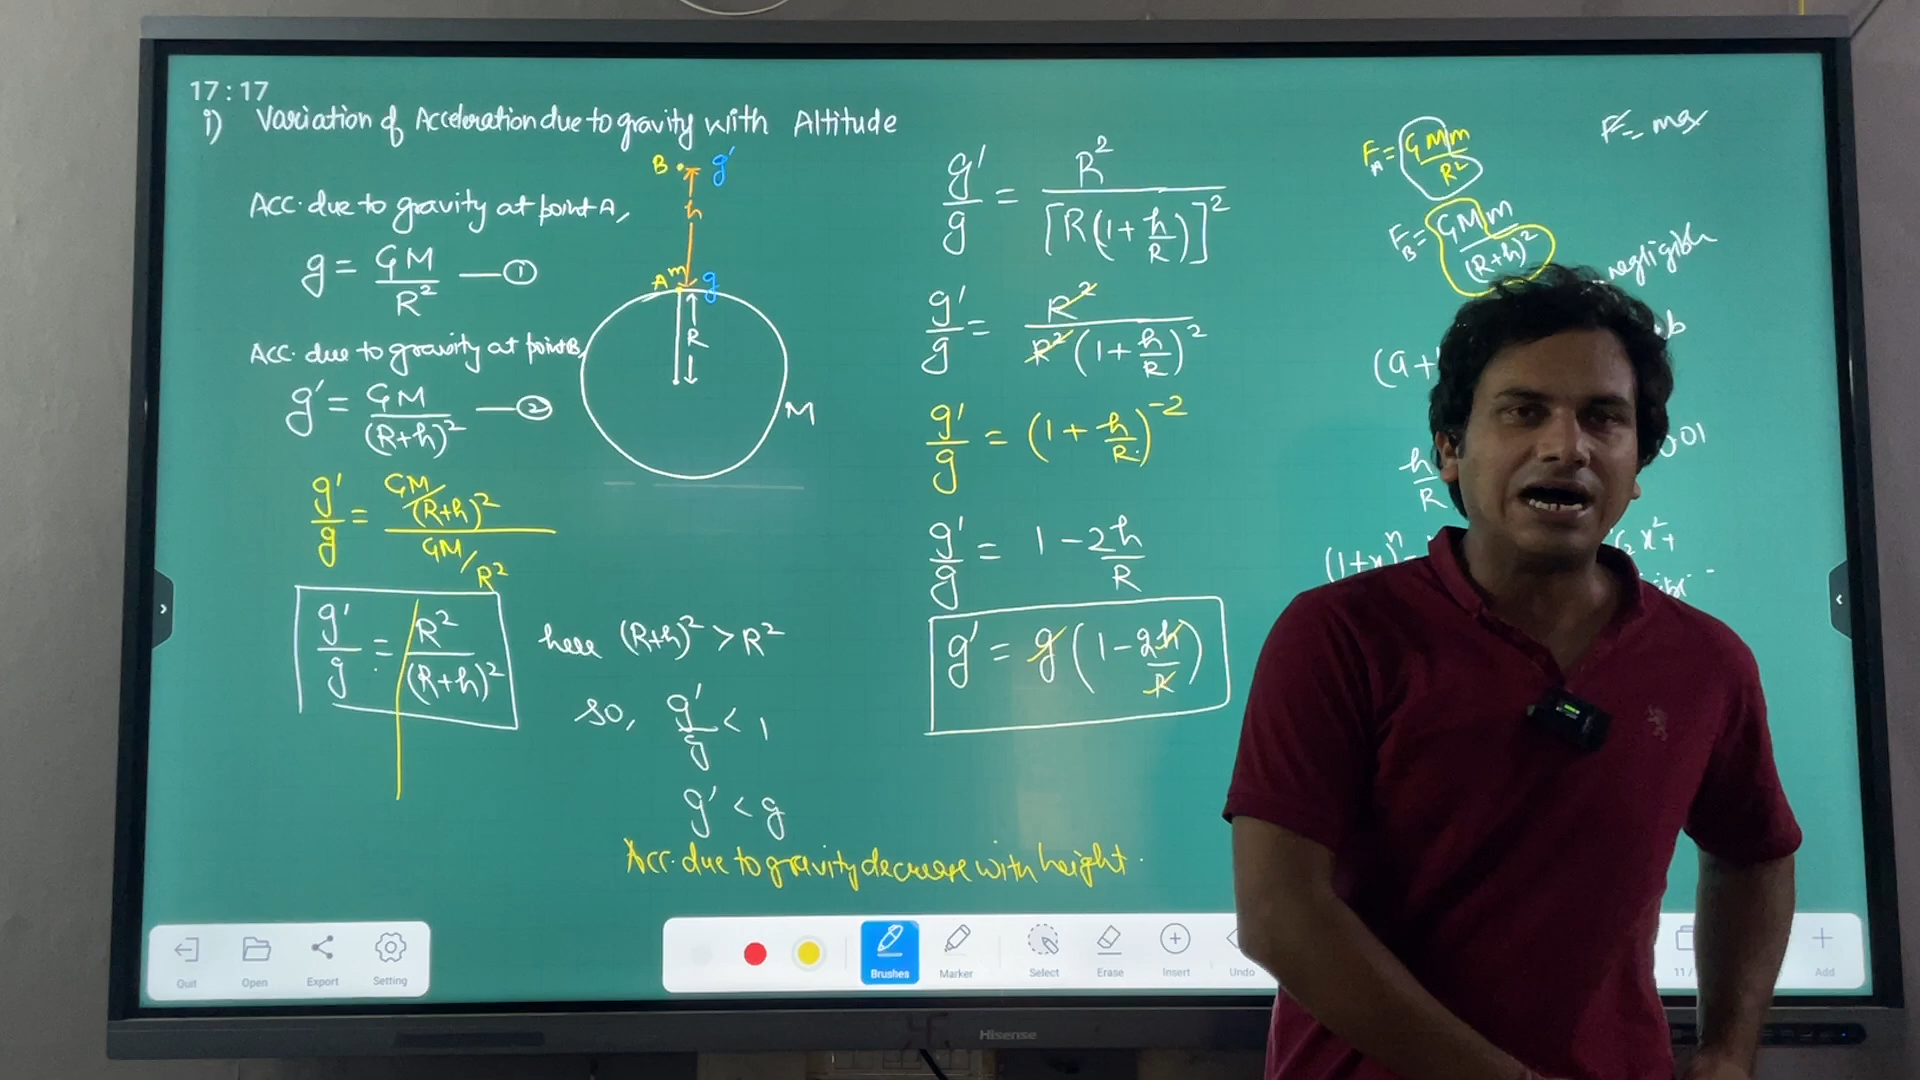 17:17
i) Variation of Acceleration due to gravity with Altitude
B g'
h
Acc. due to gravity at point A,
g = GM/R² — ①
A m g
R
M
Acc. due to gravity at point B,
g' = GM/(R+h)² — ②
g'/g = GM/(R+h)² / GM/R²
g'/g = R²/(R+h)²
here (R+h)² > R²
so, g'/g < 1
g' < g
Acc. due to gravity decrease with height.
g'/g = R²/[R(1+h/R)]²
g'/g = R²/R²(1+h/R)²
g'/g = (1+h/R)⁻²
g'/g = 1-2h/R
g' = g(1-2h/R)
F_A = GMm/R²
F_B = GMm/(R+h)²
negligible
(a+
h/R
(1+x)ⁿ
Quit
Open
Export
Setting
Brushes
Marker
Select
Erase
Insert
Undo
11/
Add
Hisense